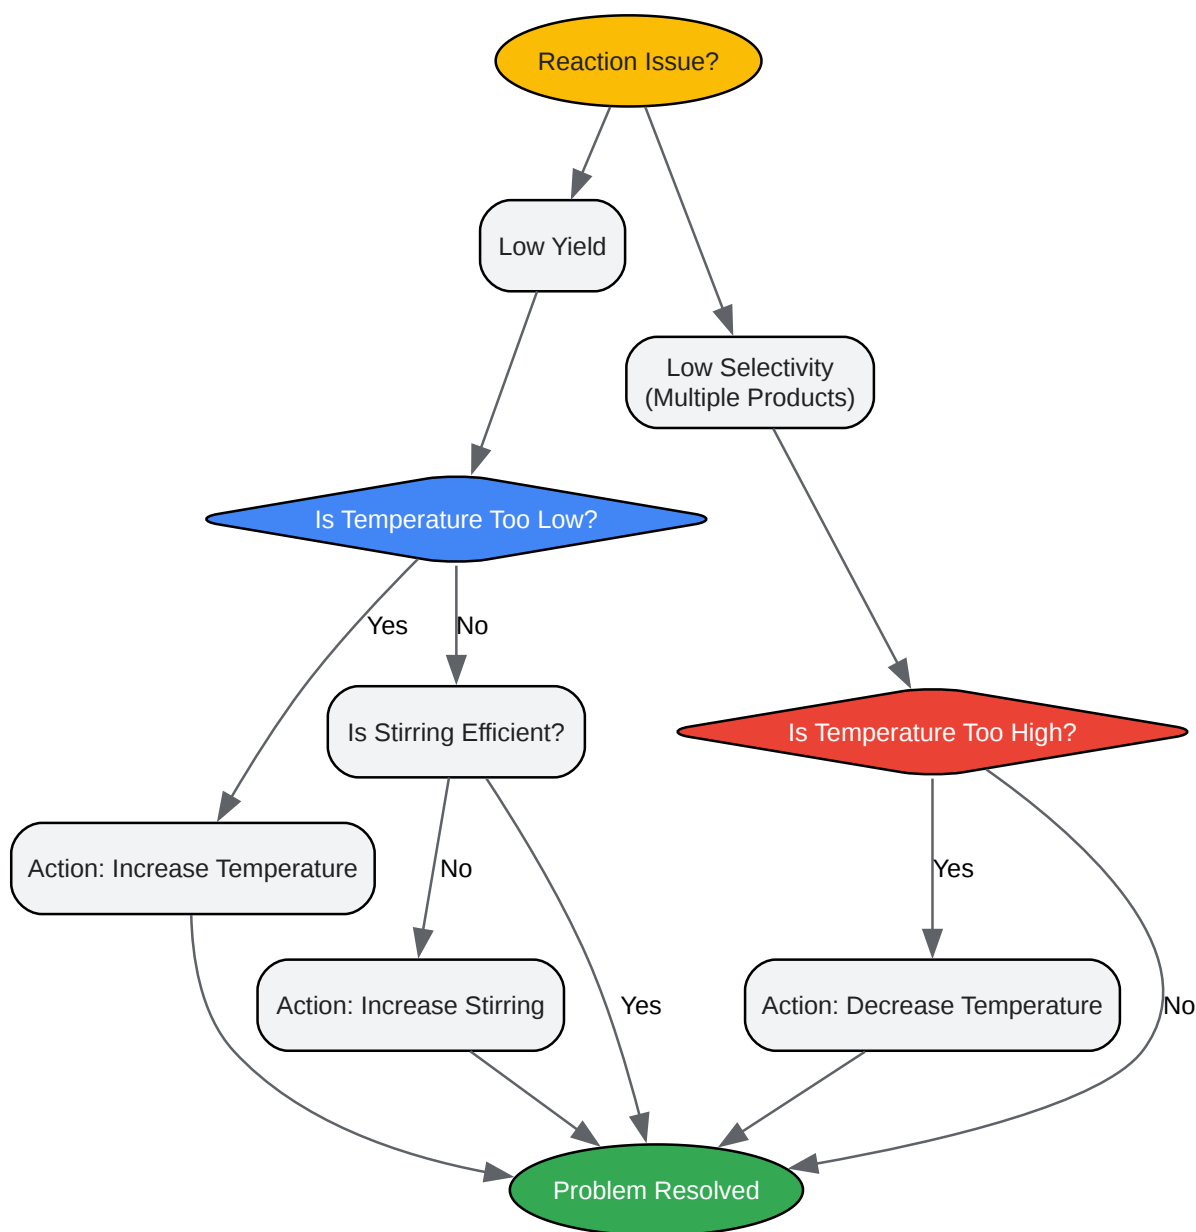 Reaction Issue?
Low Yield
Low Selectivity
(Multiple Products)
Is Temperature Too Low?
Yes
No
Is Stirring Efficient?
Is Temperature Too High?
Action: Increase Temperature
No
Yes
Action: Increase Stirring
Yes
Action: Decrease Temperature
No
Problem Resolved